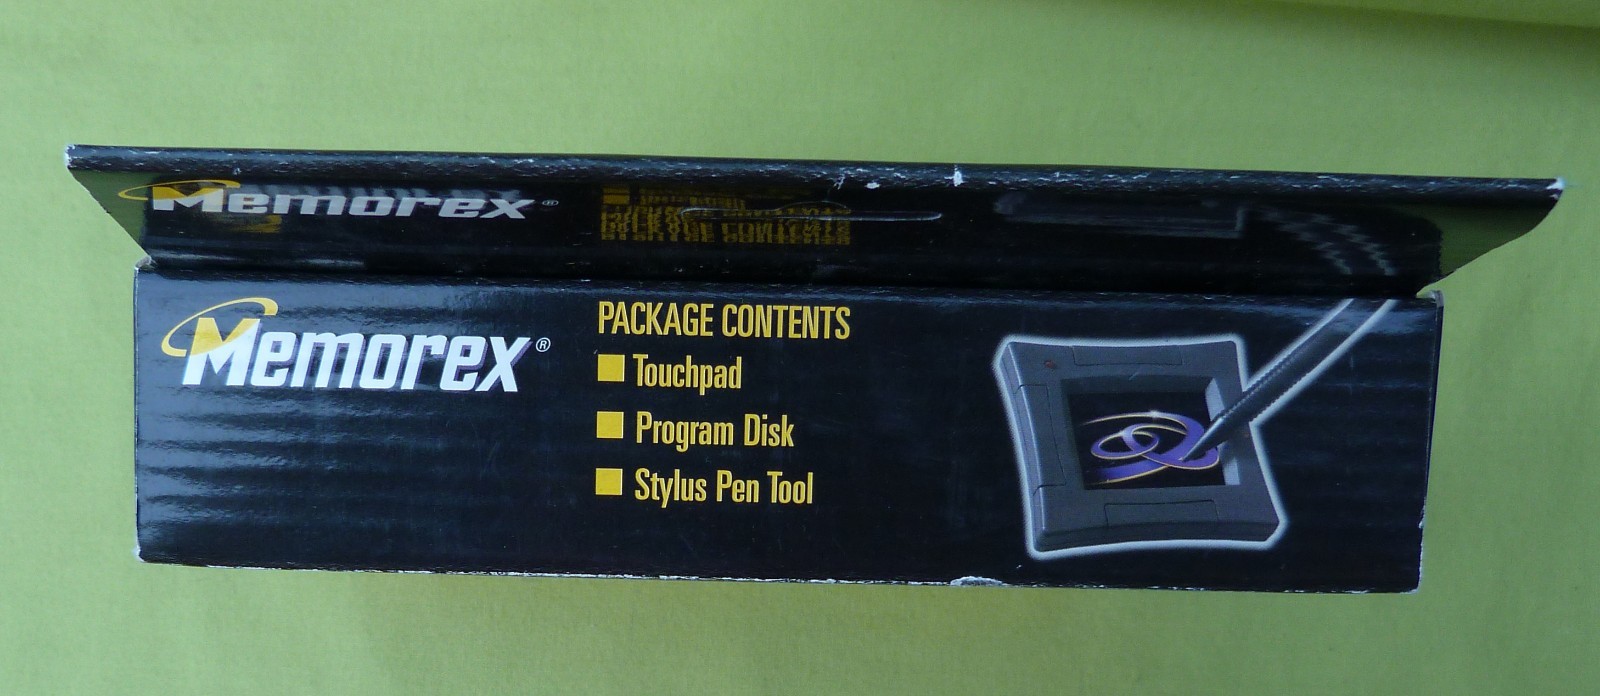 Memorex®
Memorex®
PACKAGE CONTENTS
Touchpad
Program Disk
Stylus Pen Tool